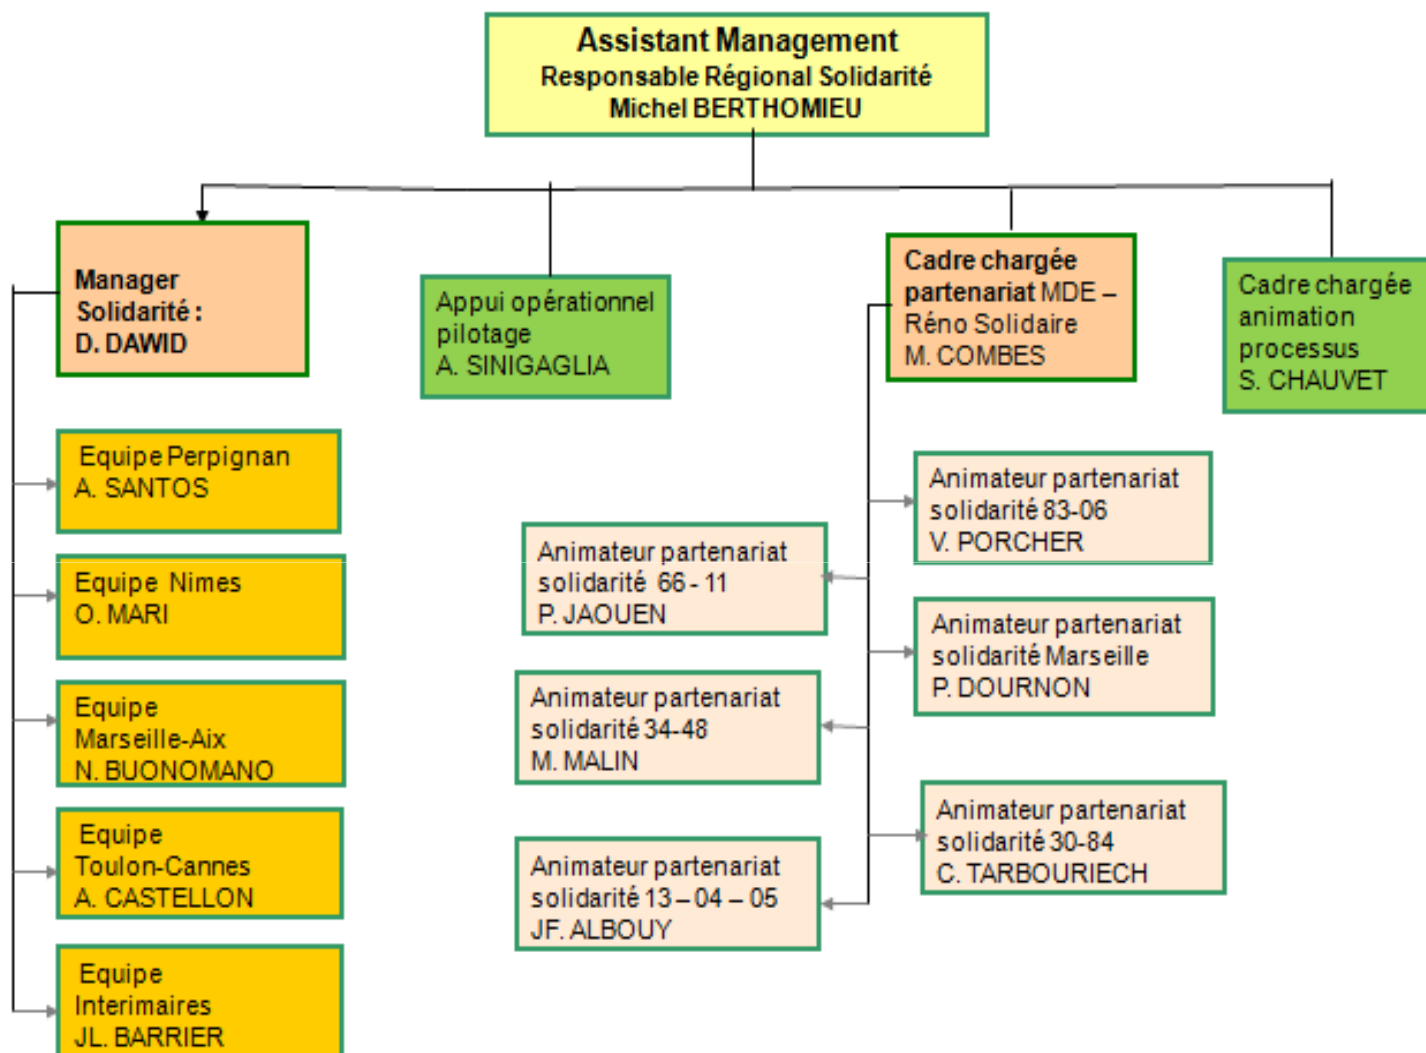 Assistant Management
Responsable Régional Solidarité
Michel BERTHOMIEU
Manager
Solidarité :
D. DAWID
Appui opérationnel
pilotage
A. SINIGAGLIA
Cadre chargée
partenariat MDE –
Réno Solidaire
M. COMBES
Cadre chargée
animation
processus
S. CHAUVET
Equipe Perpignan
A. SANTOS
Equipe Nimes
O. MARI
Equipe
Marseille-Aix
N. BUONOMANO
Equipe
Toulon-Cannes
A. CASTELLON
Equipe
Interimaires
JL. BARRIER
Animateur partenariat
solidarité 66 - 11
P. JAOUEN
Animateur partenariat
solidarité 34-48
M. MALIN
Animateur partenariat
solidarité 13 – 04 – 05
JF. ALBOUY
Animateur partenariat
solidarité 83-06
V. PORCHER
Animateur partenariat
solidarité Marseille
P. DOURNON
Animateur partenariat
solidarité 30-84
C. TARBOURIECH